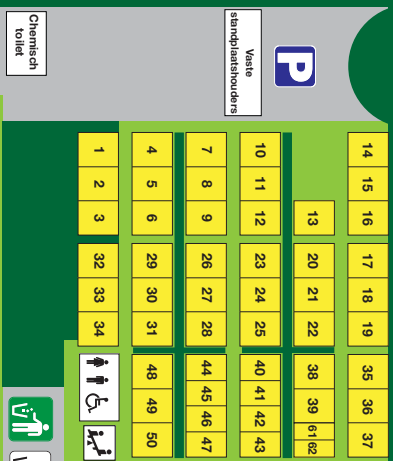 Chemisch
toilet
Vaste
standplaatshouders
P
1 4 7 10 14
2 5 8 11 15
3 6 9 12 13 16
32 29 26 23 20 17
33 30 27 24 21 18
34 31 28 25 22 19
48 44 40 38 35
49 45 41 39 36
50 46 42 61 62 37
47 43